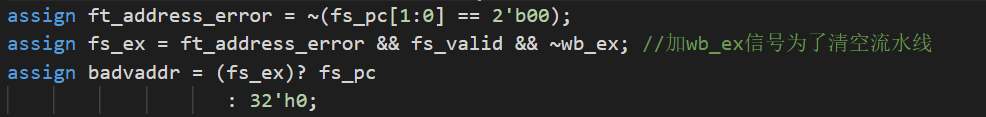 assign ft_address_error = ~(fs_pc[1:0] == 2'b00);
assign fs_ex = ft_address_error && fs_valid && ~wb_ex; //加wb_ex信号为了清空流水线
assign badvaddr = (fs_ex)? fs_pc
: 32'h0;